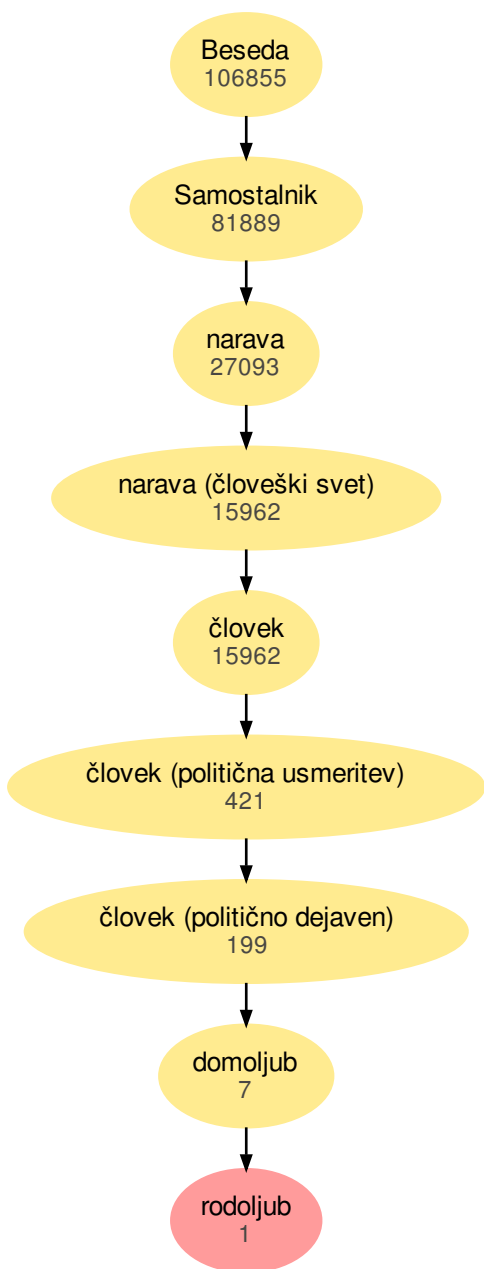 Beseda
106855
Samostalnik
81889
narava
27093
narava (človeški svet)
15962
človek
15962
človek (politična usmeritev)
421
človek (politično dejaven)
199
domoljub
7
rodoljub
1